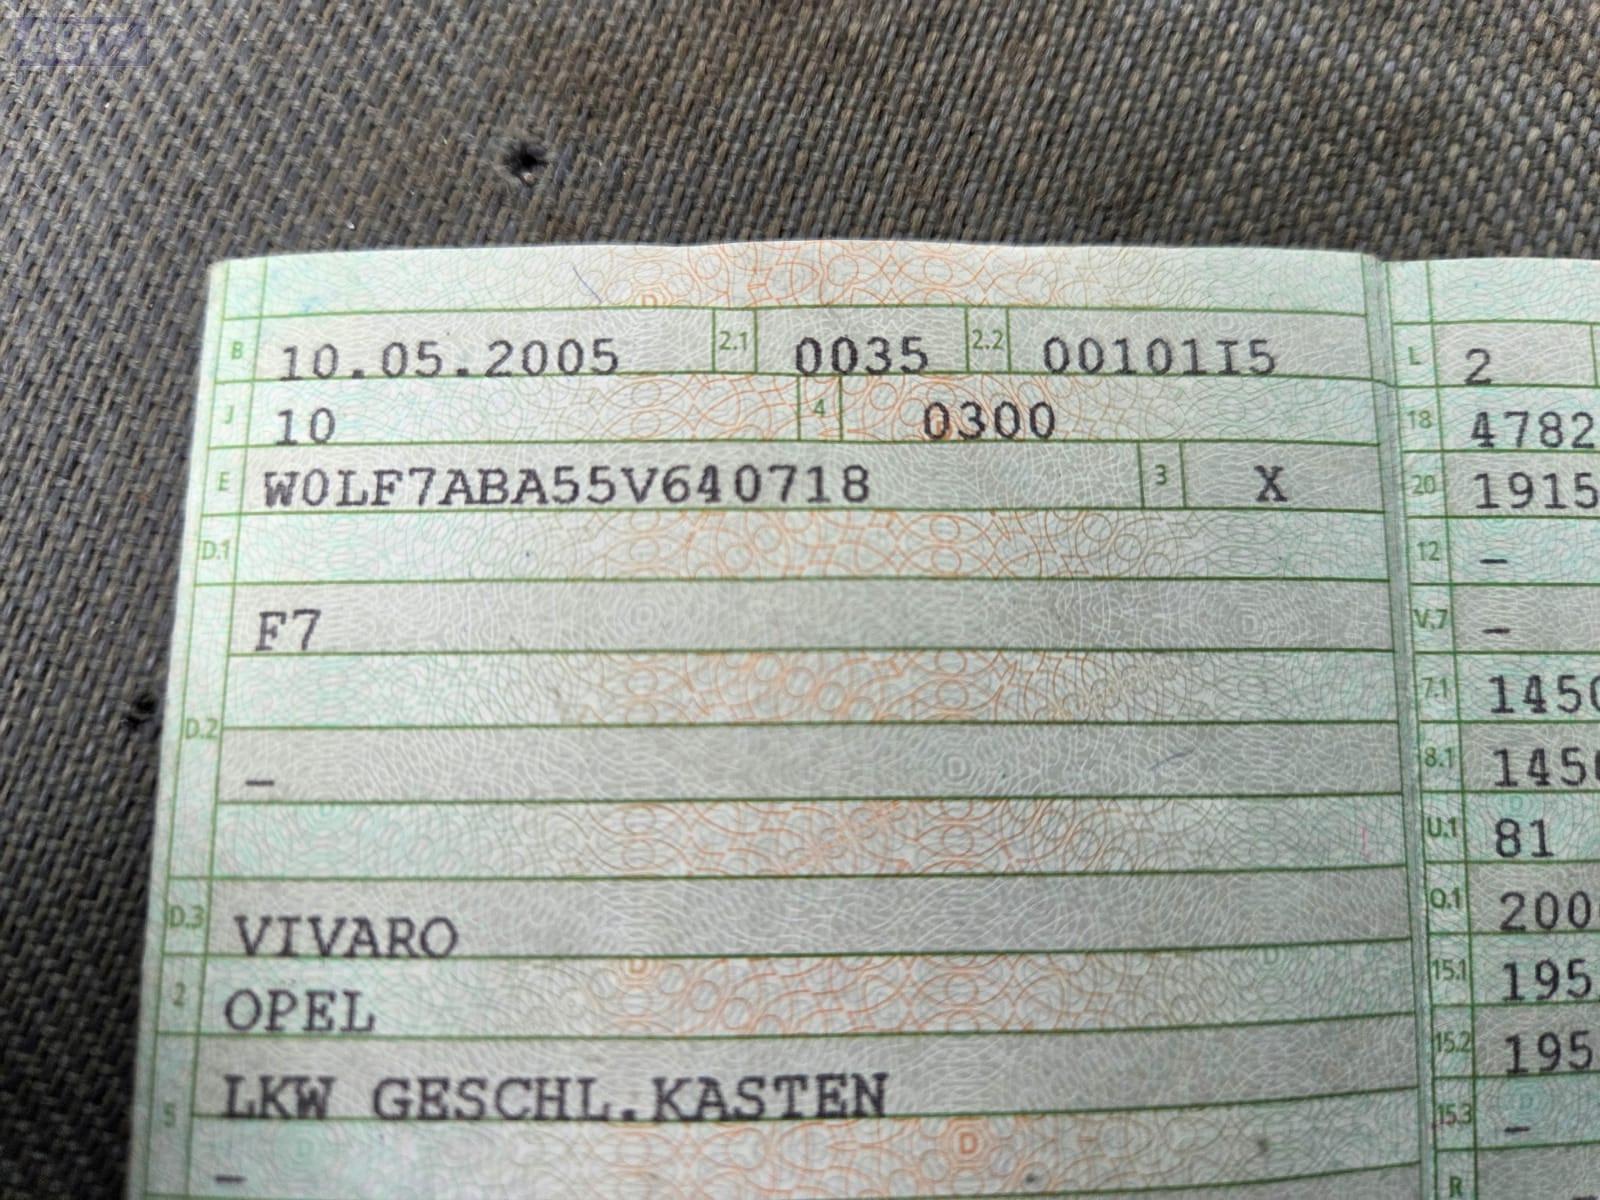 B 10.05.2005 2.1 0035 2.2 00101I5 L 2
J 10 4 0300 18 4782
E W0LF7ABA55V640718 3 X 20 1915
D.1 12 –
F7 V.7 –
7.1 1450
D.2 – 8.1 1450
U.1 81
D.3 VIVARO O.1 200
2 OPEL 15.1 195
15.2 195
5 LKW GESCHL.KASTEN 15.3 –
– R